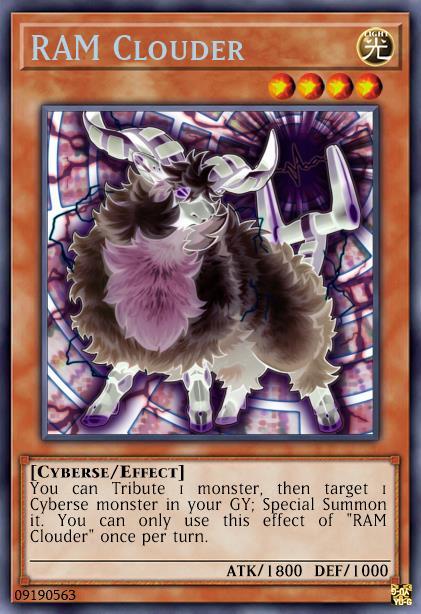 RAM Clouder
LIGHT
光
[Cyberse/Effect]
You can Tribute 1 monster, then target 1
Cyberse monster in your GY; Special Summon
it. You can only use this effect of "RAM
Clouder" once per turn.
ATK/1800 DEF/1000
09190563